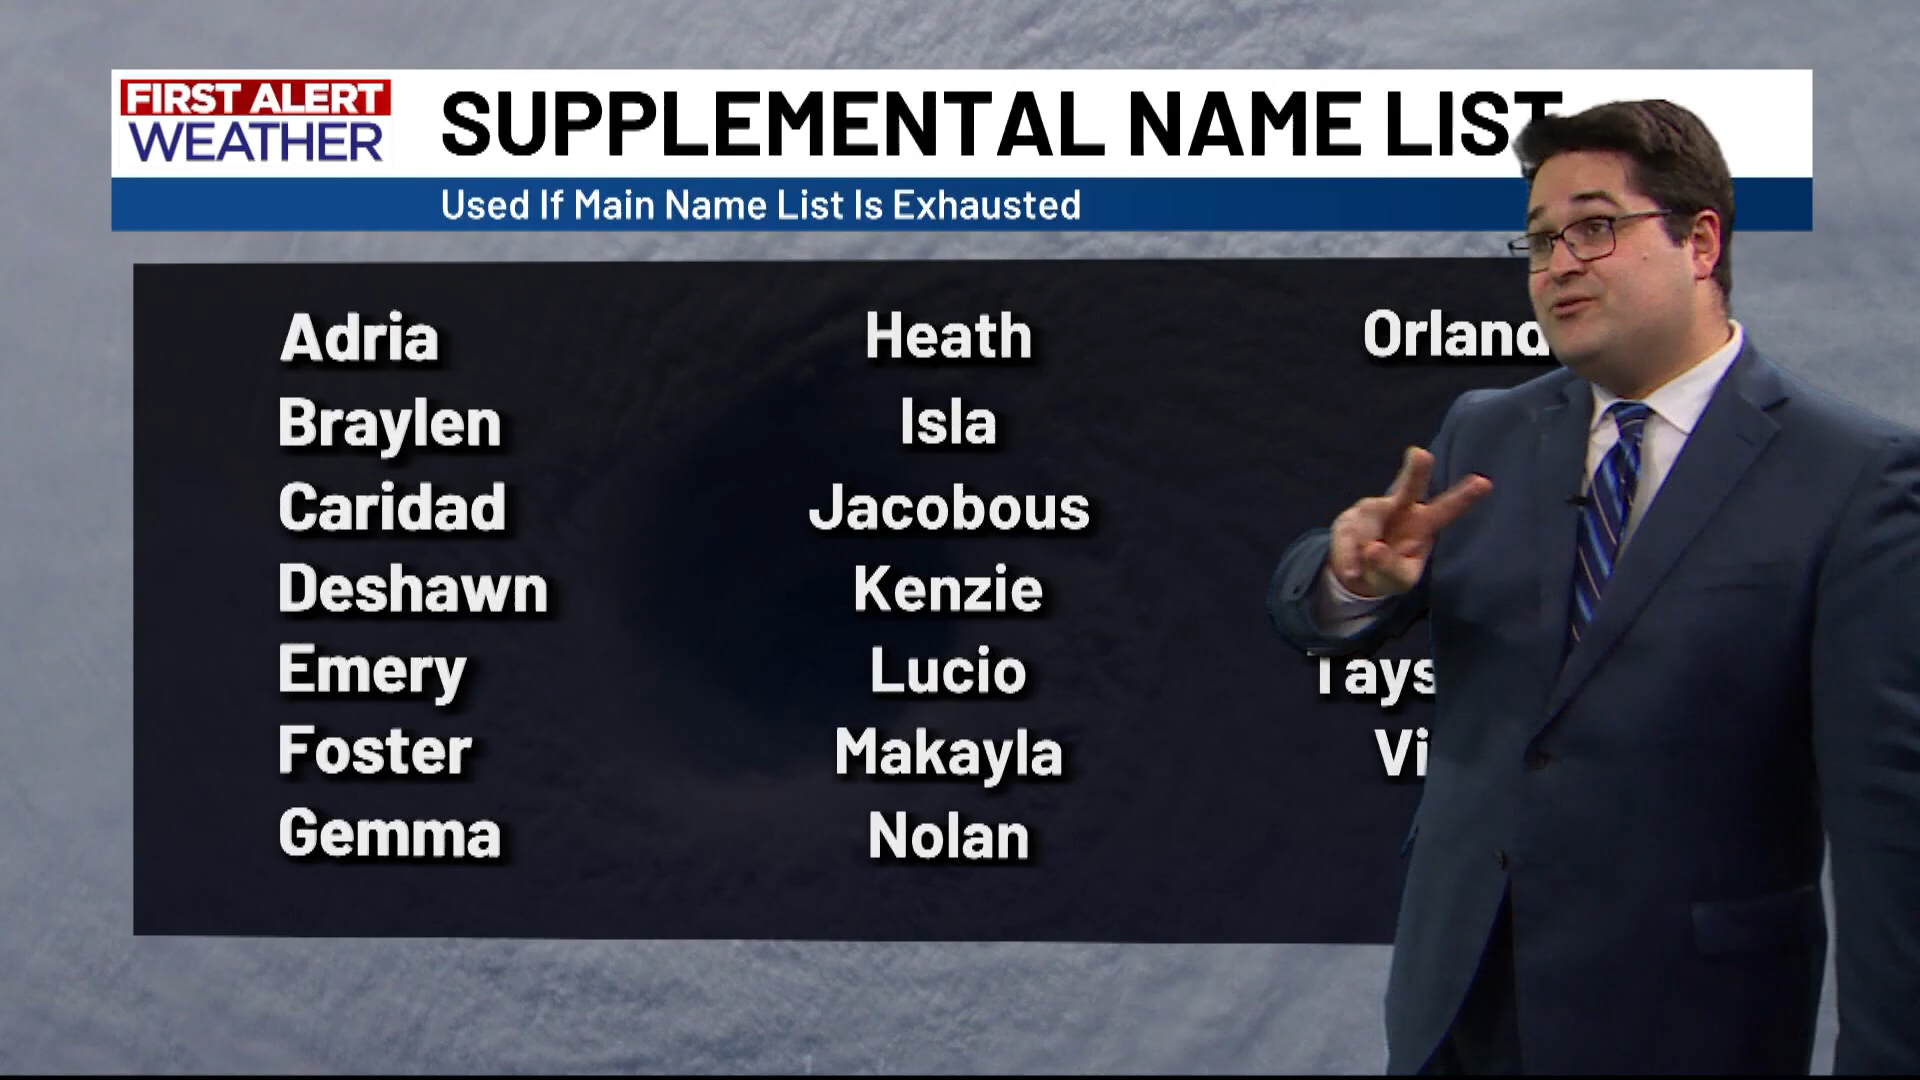 FIRST ALERT
WEATHER
SUPPLEMENTAL NAME LIST
Used If Main Name List Is Exhausted
Adria
Braylen
Caridad
Deshawn
Emery
Foster
Gemma
Heath
Isla
Jacobous
Kenzie
Lucio
Makayla
Nolan